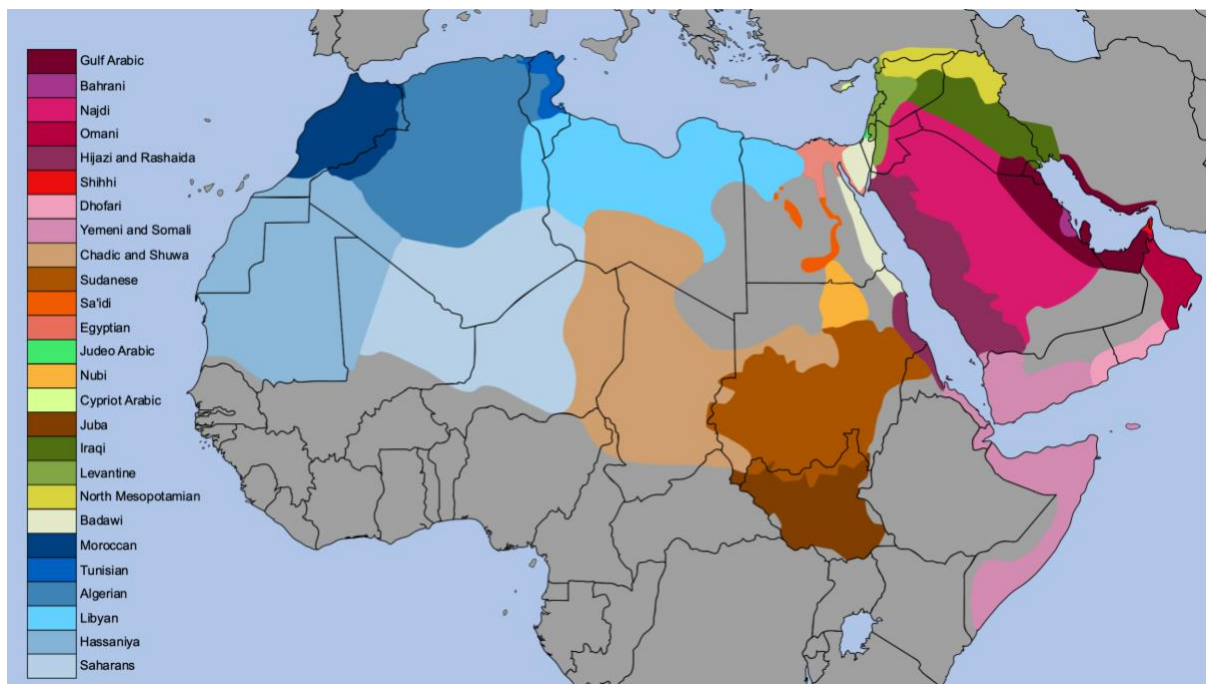 Gulf Arabic
Bahrani
Najdi
Omani
Hijazi and Rashaida
Shihhi
Dhofari
Yemeni and Somali
Chadic and Shuwa
Sudanese
Sa'idi
Egyptian
Judeo Arabic
Nubi
Cypriot Arabic
Juba
Iraqi
Levantine
North Mesopotamian
Badawi
Moroccan
Tunisian
Algerian
Libyan
Hassaniya
Saharans